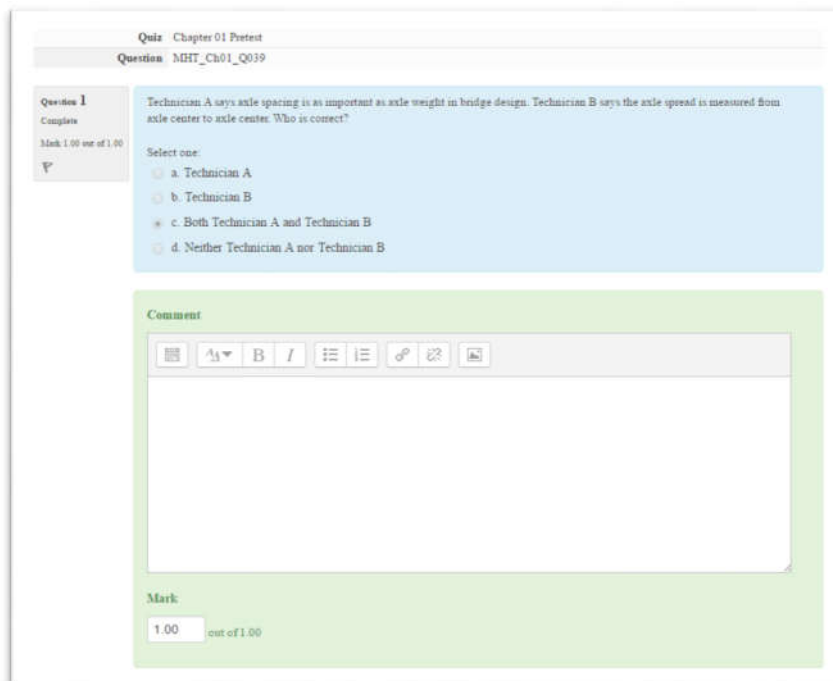 Quiz Chapter 01 Pretest
Question MHT_Ch01_Q039
Question 1
Complete
Mark 1.00 out of 1.00
Technician A says axle spacing is as important as axle weight in bridge design. Technician B says the axle spread is measured from
axle center to axle center. Who is correct?
Select one:
a. Technician A
b. Technician B
c. Both Technician A and Technician B
d. Neither Technician A nor Technician B
Comment
B I
Mark
1.00 out of 1.00